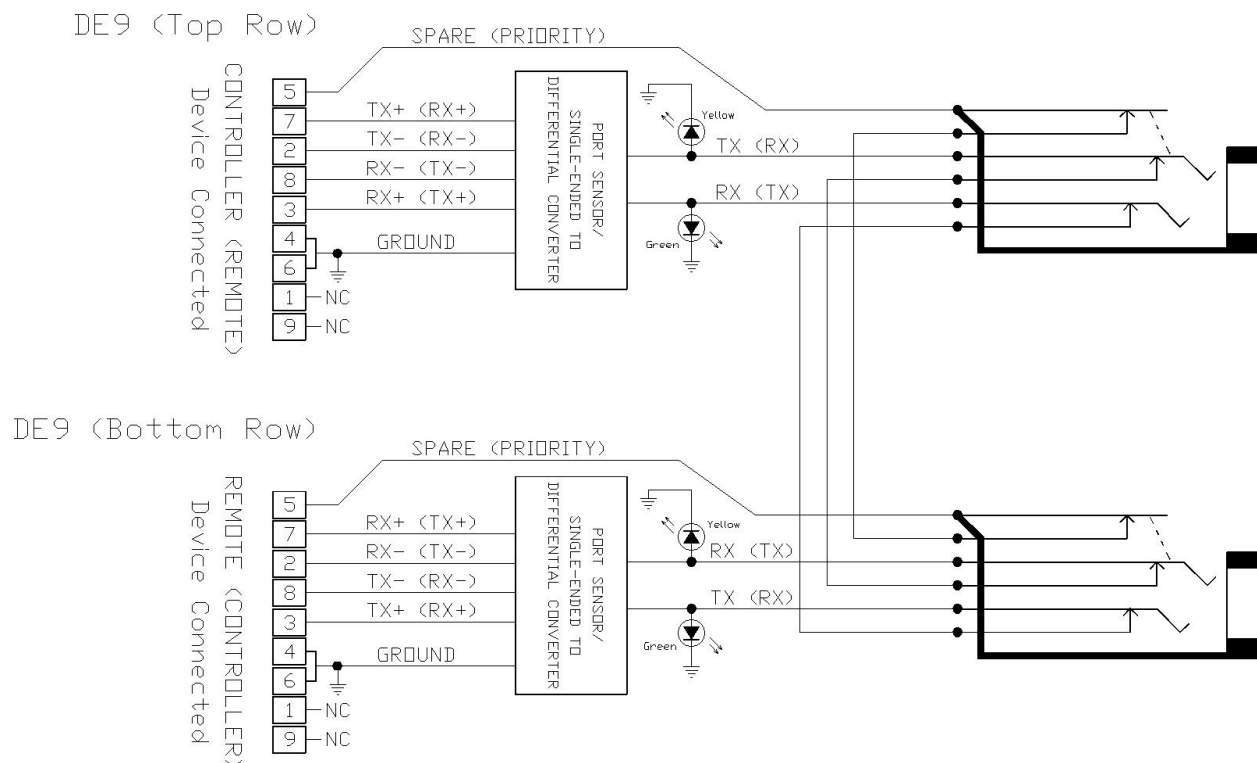 DE9 (Top Row)
SPARE (PRIORITY)
CONTROLLER (REMOTE)
Device Connected
5
7
2
8
3
4
6
1
9
TX+ (RX+)
TX- (RX-)
RX- (TX-)
RX+ (TX+)
GROUND
NC
NC
PORT SENSOR/
SINGLE-ENDED TO
DIFFERENTIAL CONVERTER
Yellow
TX (RX)
RX (TX)
Green
DE9 (Bottom Row)
SPARE (PRIORITY)
REMOTE (CONTROLLER)
Device Connected
5
7
2
8
3
4
6
1
9
RX+ (TX+)
RX- (TX-)
TX- (RX-)
TX+ (RX+)
GROUND
NC
NC
PORT SENSOR/
SINGLE-ENDED TO
DIFFERENTIAL CONVERTER
Yellow
RX (TX)
TX (RX)
Green